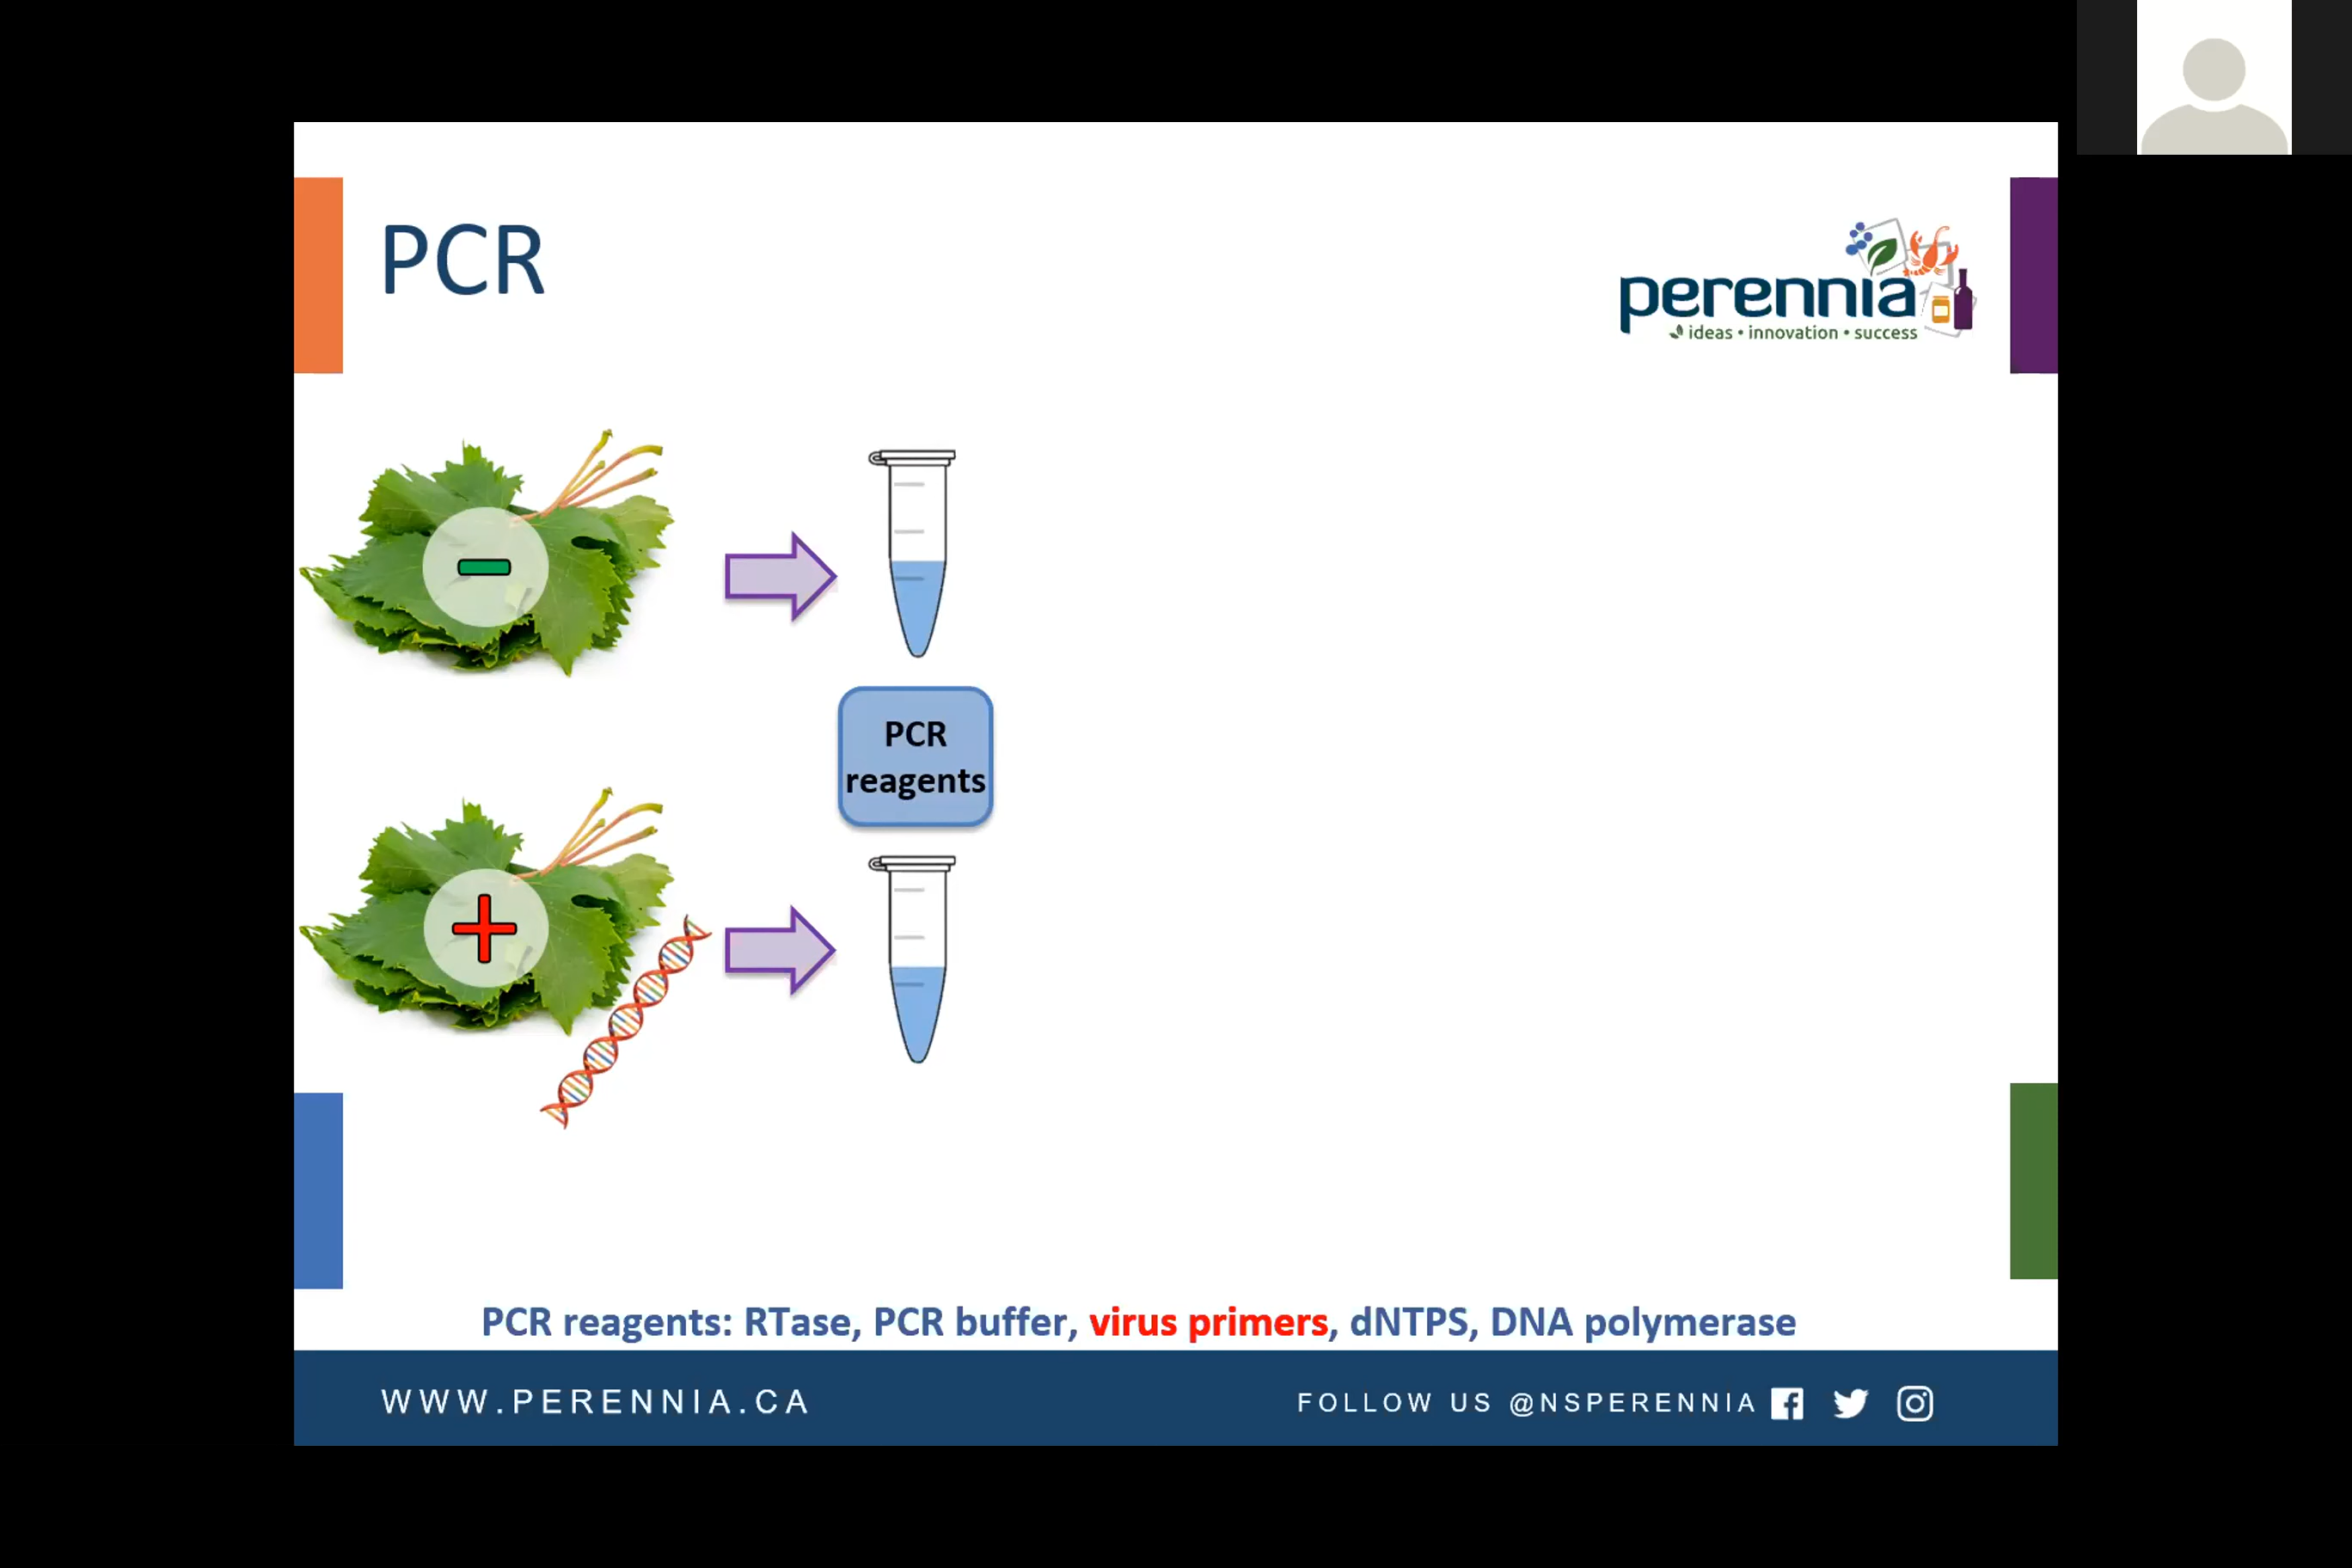 PCR
perennia
ideas • innovation • success
PCR
reagents
PCR reagents: RTase, PCR buffer, virus primers, dNTPS, DNA polymerase
WWW.PERENNIA.CA
FOLLOW US @NSPERENNIA